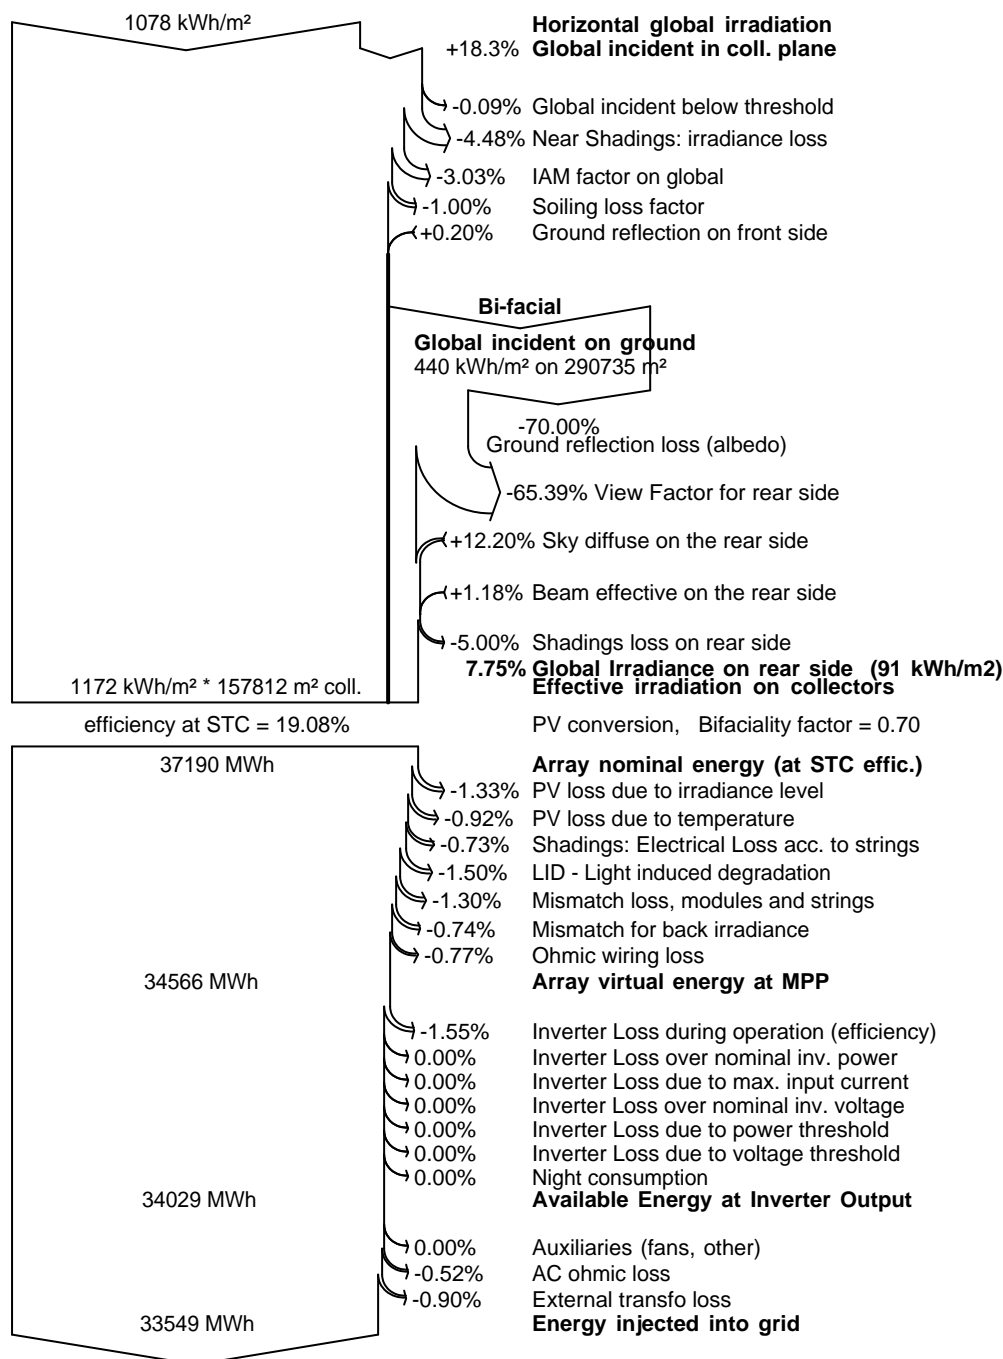 1078 kWh/m² Horizontal global irradiation
+18.3% Global incident in coll. plane
-0.09% Global incident below threshold
-4.48% Near Shadings: irradiance loss
-3.03% IAM factor on global
-1.00% Soiling loss factor
+0.20% Ground reflection on front side
Bi-facial
Global incident on ground
440 kWh/m² on 290735 m²
-70.00%
Ground reflection loss (albedo)
-65.39% View Factor for rear side
+12.20% Sky diffuse on the rear side
+1.18% Beam effective on the rear side
-5.00% Shadings loss on rear side
7.75% Global Irradiance on rear side (91 kWh/m2)
1172 kWh/m² * 157812 m² coll. Effective irradiation on collectors
efficiency at STC = 19.08% PV conversion, Bifaciality factor = 0.70
37190 MWh Array nominal energy (at STC effic.)
-1.33% PV loss due to irradiance level
-0.92% PV loss due to temperature
-0.73% Shadings: Electrical Loss acc. to strings
-1.50% LID - Light induced degradation
-1.30% Mismatch loss, modules and strings
-0.74% Mismatch for back irradiance
-0.77% Ohmic wiring loss
34566 MWh Array virtual energy at MPP
-1.55% Inverter Loss during operation (efficiency)
0.00% Inverter Loss over nominal inv. power
0.00% Inverter Loss due to max. input current
0.00% Inverter Loss over nominal inv. voltage
0.00% Inverter Loss due to power threshold
0.00% Inverter Loss due to voltage threshold
0.00% Night consumption
34029 MWh Available Energy at Inverter Output
0.00% Auxiliaries (fans, other)
-0.52% AC ohmic loss
-0.90% External transfo loss
33549 MWh Energy injected into grid